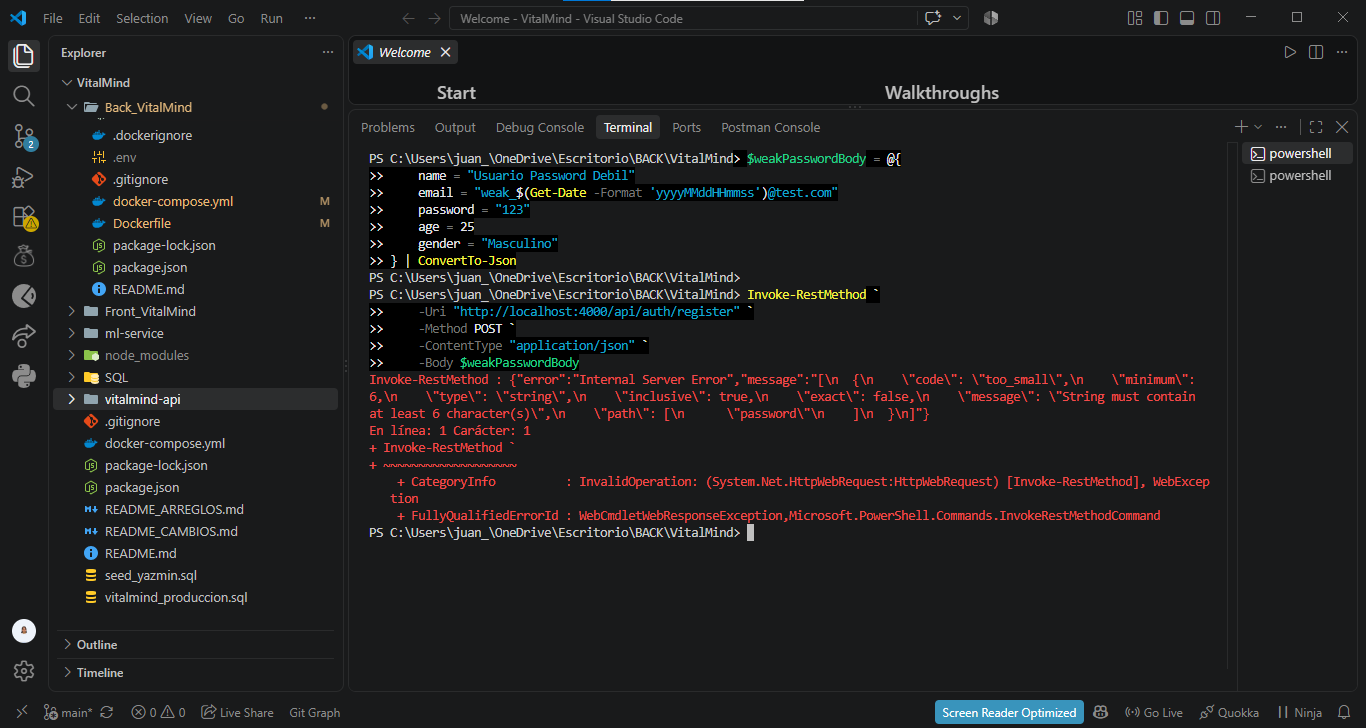 File Edit Selection View Go Run ···
Welcome - VitalMind - Visual Studio Code
Explorer
VitalMind
Back_VitalMind
.dockerignore
.env
.gitignore
docker-compose.yml M
Dockerfile M
package-lock.json
package.json
README.md
Front_VitalMind
ml-service
node_modules
SQL
vitalmind-api
.gitignore
docker-compose.yml
package-lock.json
package.json
README_ARREGLOS.md
README_CAMBIOS.md
README.md
seed_yazmin.sql
vitalmind_produccion.sql
Outline
Timeline
2
Welcome
Start Walkthroughs
Problems Output Debug Console Terminal Ports Postman Console
PS C:\Users\juan_\OneDrive\Escritorio\BACK\VitalMind> $weakPasswordBody = @{
>>     name = "Usuario Password Debil"
>>     email = "weak_$(Get-Date -Format 'yyyyMMddHHmmss')@test.com"
>>     password = "123"
>>     age = 25
>>     gender = "Masculino"
>> } | ConvertTo-Json
PS C:\Users\juan_\OneDrive\Escritorio\BACK\VitalMind>
PS C:\Users\juan_\OneDrive\Escritorio\BACK\VitalMind> Invoke-RestMethod `
>>     -Uri "http://localhost:4000/api/auth/register" `
>>     -Method POST `
>>     -ContentType "application/json" `
>>     -Body $weakPasswordBody
Invoke-RestMethod : {"error":"Internal Server Error","message":"[\n  {\n    \"code\": \"too_small\",\n    \"minimum\":
6,\n    \"type\": \"string\",\n    \"inclusive\": true,\n    \"exact\": false,\n    \"message\": \"String must contain
at least 6 character(s)\",\n    \"path\": [\n      \"password\"\n    ]\n  }\n]"}
En línea: 1 Carácter: 1
+ Invoke-RestMethod `
+ ~~~~~~~~~~~~~~~~~~~
    + CategoryInfo          : InvalidOperation: (System.Net.HttpWebRequest:HttpWebRequest) [Invoke-RestMethod], WebExcep
   tion
    + FullyQualifiedErrorId : WebCmdletWebResponseException,Microsoft.PowerShell.Commands.InvokeRestMethodCommand
PS C:\Users\juan_\OneDrive\Escritorio\BACK\VitalMind>
powershell
powershell
main* 0 0 Live Share Git Graph
Screen Reader Optimized Go Live Quokka Ninja